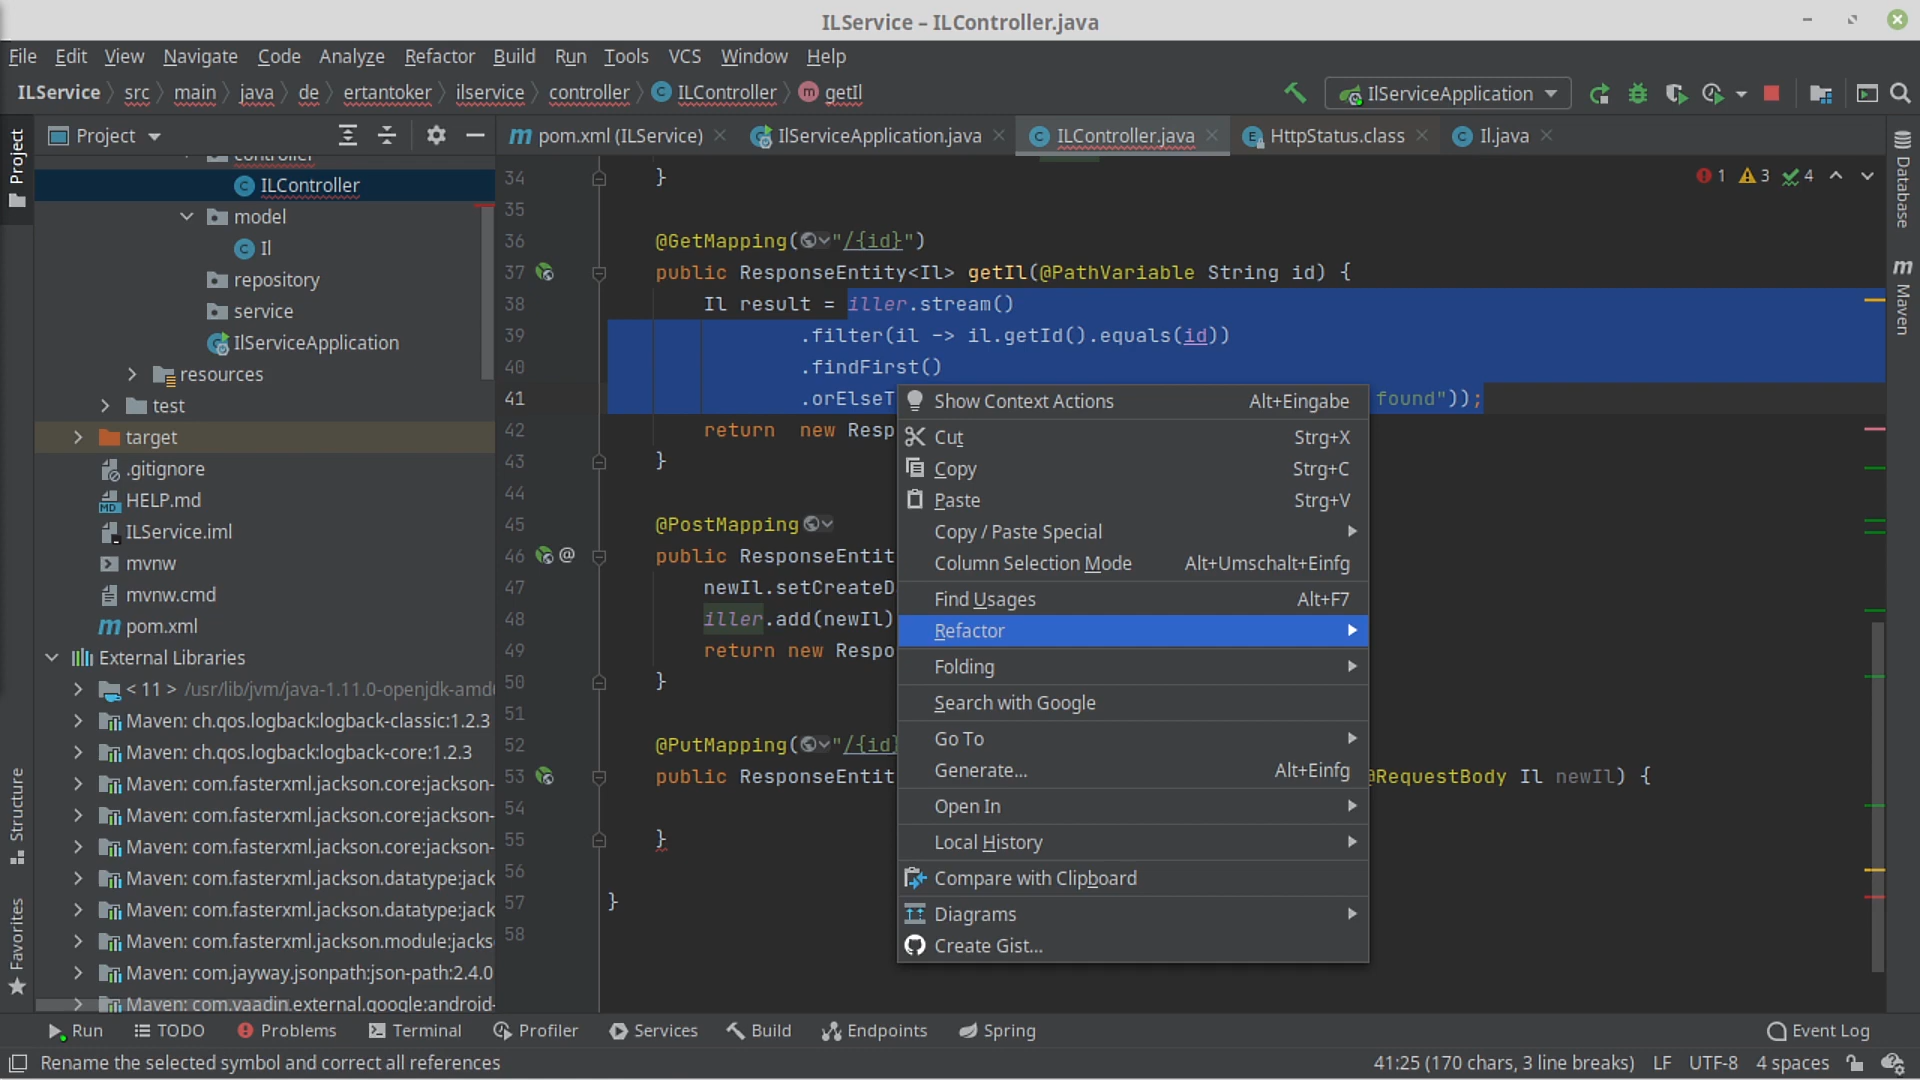 ILService – ILController.java
File Edit View Navigate Code Analyze Refactor Build Run Tools VCS Window Help
ILService src main java de ertantoker ilservice controller ILController getIl
IlServiceApplication
Project
pom.xml (ILService) IlServiceApplication.java ILController.java HttpStatus.class Il.java
Project
Structure
Favorites
Database
Maven
controller
ILController
model
Il
repository
service
IlServiceApplication
resources
test
target
.gitignore
HELP.md
ILService.iml
mvnw
mvnw.cmd
pom.xml
External Libraries
< 11 > /usr/lib/jvm/java-1.11.0-openjdk-amd
Maven: ch.qos.logback:logback-classic:1.2.3
Maven: ch.qos.logback:logback-core:1.2.3
Maven: com.fasterxml.jackson.core:jackson-
Maven: com.fasterxml.jackson.core:jackson-
Maven: com.fasterxml.jackson.core:jackson-
Maven: com.fasterxml.jackson.datatype:jack
Maven: com.fasterxml.jackson.datatype:jack
Maven: com.fasterxml.jackson.module:jacks
Maven: com.jayway.jsonpath:json-path:2.4.0
Maven: com.vaadin.external.google:android-
1 3 4
34 }
35
36 @GetMapping("/{id}")
37 public ResponseEntity<Il> getIl(@PathVariable String id) {
38 Il result = iller.stream()
39 .filter(il -> il.getId().equals(id))
40 .findFirst()
41 .orElseT found"));
42 return new Resp
43 }
44
45 @PostMapping
46 @ public ResponseEntit
47 newIl.setCreateD
48 iller.add(newIl)
49 return new Respo
50 }
51
52 @PutMapping("/{id}
53 public ResponseEntit @RequestBody Il newIl) {
54
55 }
56
57 }
58
Show Context Actions Alt+Eingabe
Cut Strg+X
Copy Strg+C
Paste Strg+V
Copy / Paste Special
Column Selection Mode Alt+Umschalt+Einfg
Find Usages Alt+F7
Refactor
Folding
Search with Google
Go To
Generate... Alt+Einfg
Open In
Local History
Compare with Clipboard
Diagrams
Create Gist...
Run TODO Problems Terminal Profiler Services Build Endpoints Spring Event Log
Rename the selected symbol and correct all references 41:25 (170 chars, 3 line breaks) LF UTF-8 4 spaces